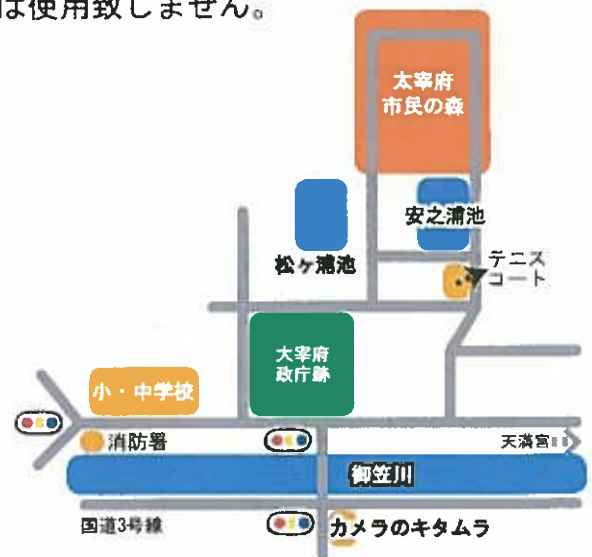 は使用致しません。
太宰府
市民の森
安之浦池
松ヶ浦池
テニス
コート
大宰府
政庁跡
小・中学校
消防署
天満宮
御笠川
国道3号線
カメラのキタムラ